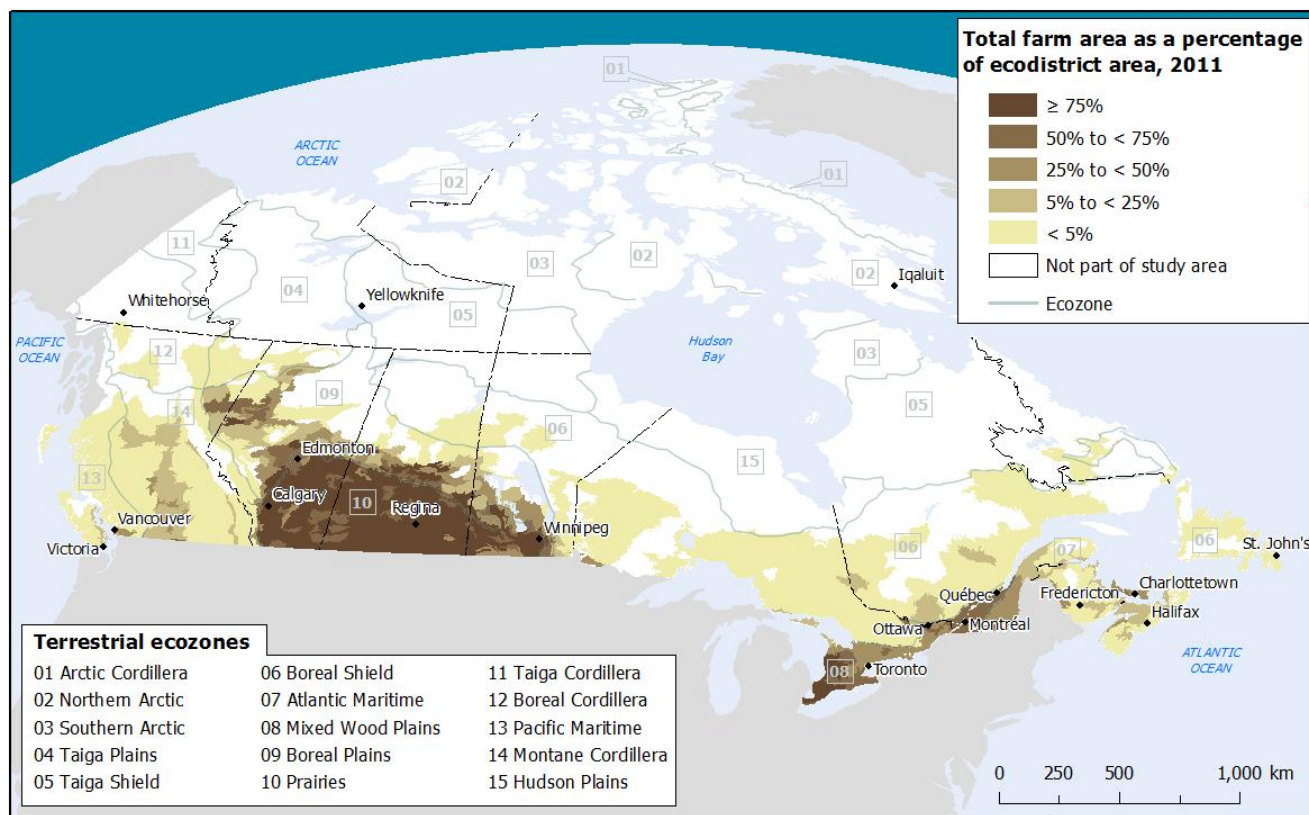 Total farm area as a percentage
of ecodistrict area, 2011
≥ 75%
50% to < 75%
25% to < 50%
5% to < 25%
< 5%
Not part of study area
Ecozone
01
ARCTIC
OCEAN
02
01
11
03
02
04
02
Iqaluit
Whitehorse
Yellowknife
05
PACIFIC
OCEAN
12
Hudson
Bay
03
09
14
05
06
Edmonton
15
13
Calgary
10
Regina
Vancouver
Winnipeg
Victoria
06
07
06
St. John's
Québec
Fredericton
Charlottetown
Halifax
Ottawa
Montréal
ATLANTIC
OCEAN
08
Toronto
Terrestrial ecozones
01 Arctic Cordillera
02 Northern Arctic
03 Southern Arctic
04 Taiga Plains
05 Taiga Shield
06 Boreal Shield
07 Atlantic Maritime
08 Mixed Wood Plains
09 Boreal Plains
10 Prairies
11 Taiga Cordillera
12 Boreal Cordillera
13 Pacific Maritime
14 Montane Cordillera
15 Hudson Plains
0 250 500 1,000 km